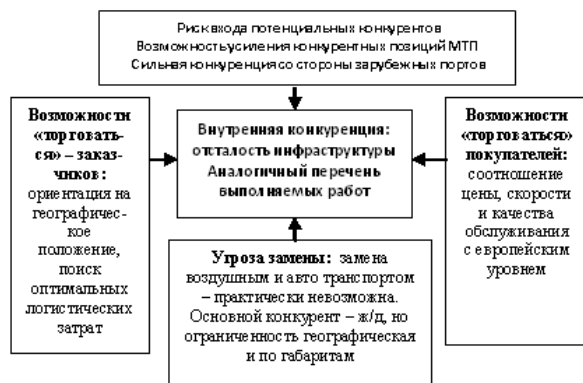 Риск входа потенциальных конкурентов
Возможность усиления конкурентных позиций МТП
Сильная конкуренция со стороны зарубежных портов
Возможности
«торговать-
ся» – заказ-
чиков:
ориентация на
географичес-
кое
положение,
поиск
оптимальных
логистических
затрат
Внутренняя конкуренция:
отсталость инфраструктуры
Аналогичный перечень
выполняемых работ
Возможности
«торговаться»
покупателей:
соотношение
цены, скорости
и качества
обслуживания
с европейским
уровнем
Угроза замены: замена
воздушным и авто транспортом
– практически невозможна.
Основной конкурент – ж/д, но
ограниченность географическая
и по габаритам